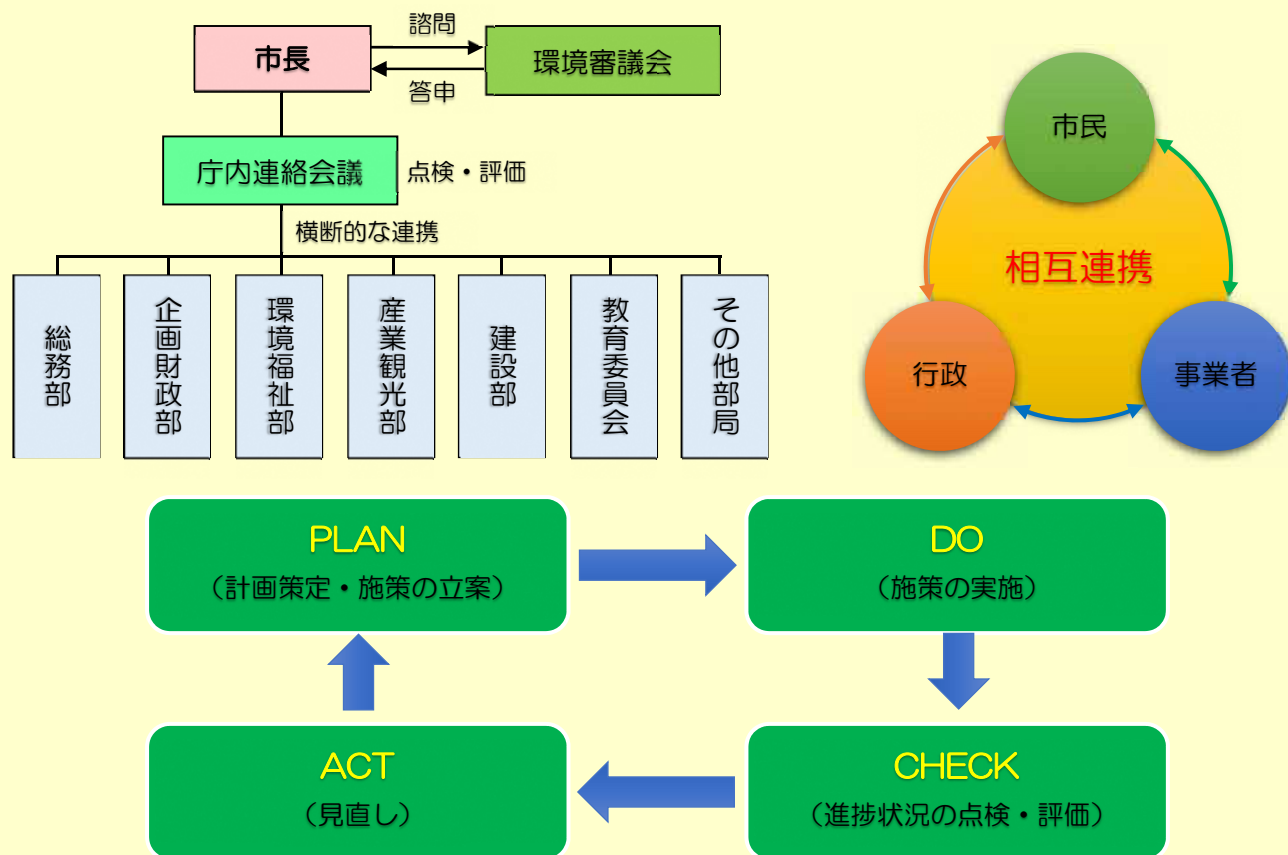 諮問
市長
環境審議会
答申
庁内連絡会議
点検・評価
横断的な連携
総務部
企画財政部
環境福祉部
産業観光部
建設部
教育委員会
その他部局
市民
相互連携
行政
事業者
PLAN
（計画策定・施策の立案）
DO
（施策の実施）
ACT
（見直し）
CHECK
（進捗状況の点検・評価）